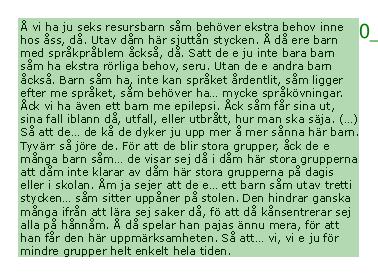 Å vi ha ju seks resursbarn såm behöver ekstra behov inne
hos åss, då. Utav dåm här sjuttån stycken. Å då ere barn
med språkpråblem åckså, då. Satt de e ju inte bara barn
såm ha ekstra rörliga behov, seru. Utan de e andra barn
åckså. Barn såm ha, inte kan språket årdentlit, såm ligger
efter me språket, såm behöver ha... mycke språkövningar.
Åck vi ha även ett barn me epilepsi. Åck såm får sina ut,
sina fall iblann då, utfall, eller utbrått, hur man ska säja. (...)
Så att de... de kå de dyker ju upp mer å mer sånna här barn.
Tyvärr så jöre de. För att de blir stora grupper, åck de e
många barn såm... de visar sej då i dåm här stora grupperna
att dåm inte klarar av dåm här stora grupperna på dagis
eller i skolan. Åm ja sejer att de e... ett barn såm utav tretti
stycken... såm sitter uppåner på stolen. Den hindrar ganska
många ifrån att lära sej saker då, fö att då kånsentrerar sej
alla på hånnåm. Å då spelar han pajas ännu mera, för att
han får den här uppmärksamheten. Så att... vi, vi e ju för
mindre grupper helt enkelt hela tiden.